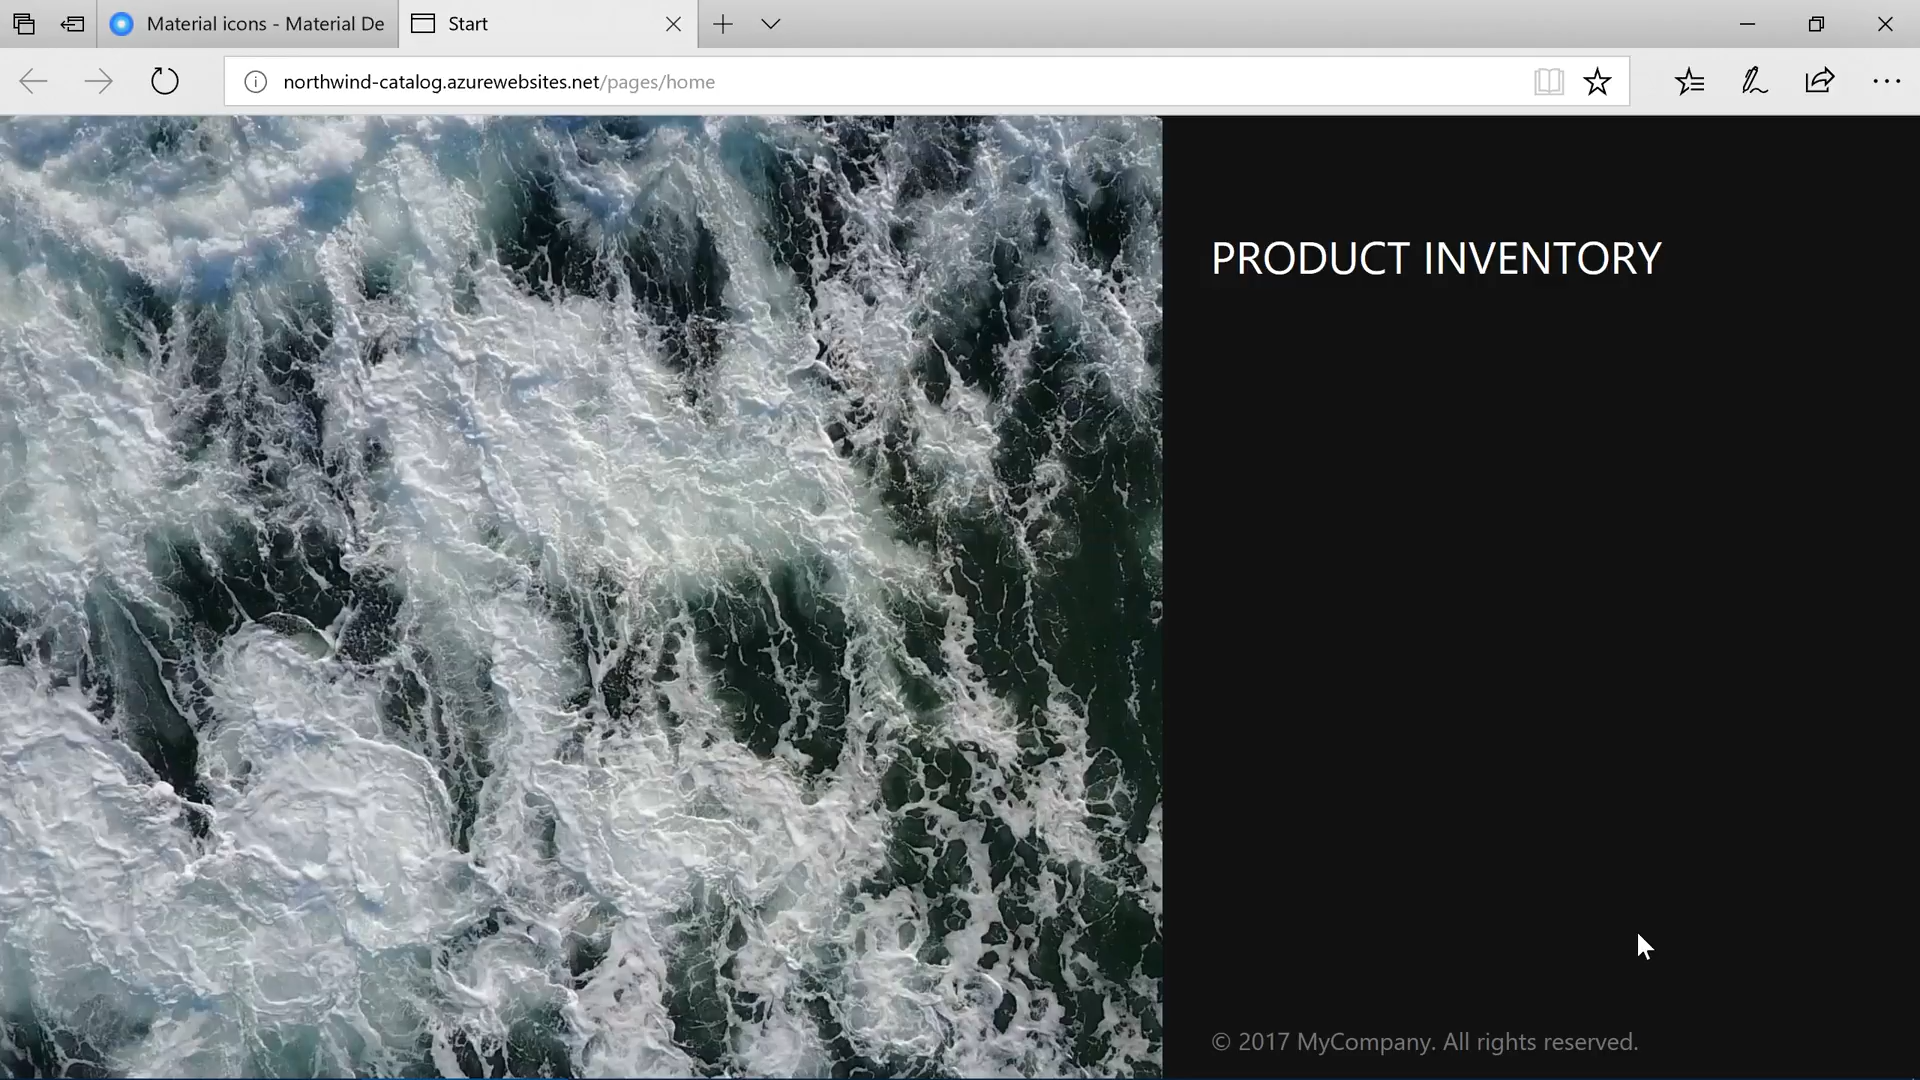 Material icons - Material De
Start
northwind-catalog.azurewebsites.net/pages/home
PRODUCT INVENTORY
© 2017 MyCompany. All rights reserved.